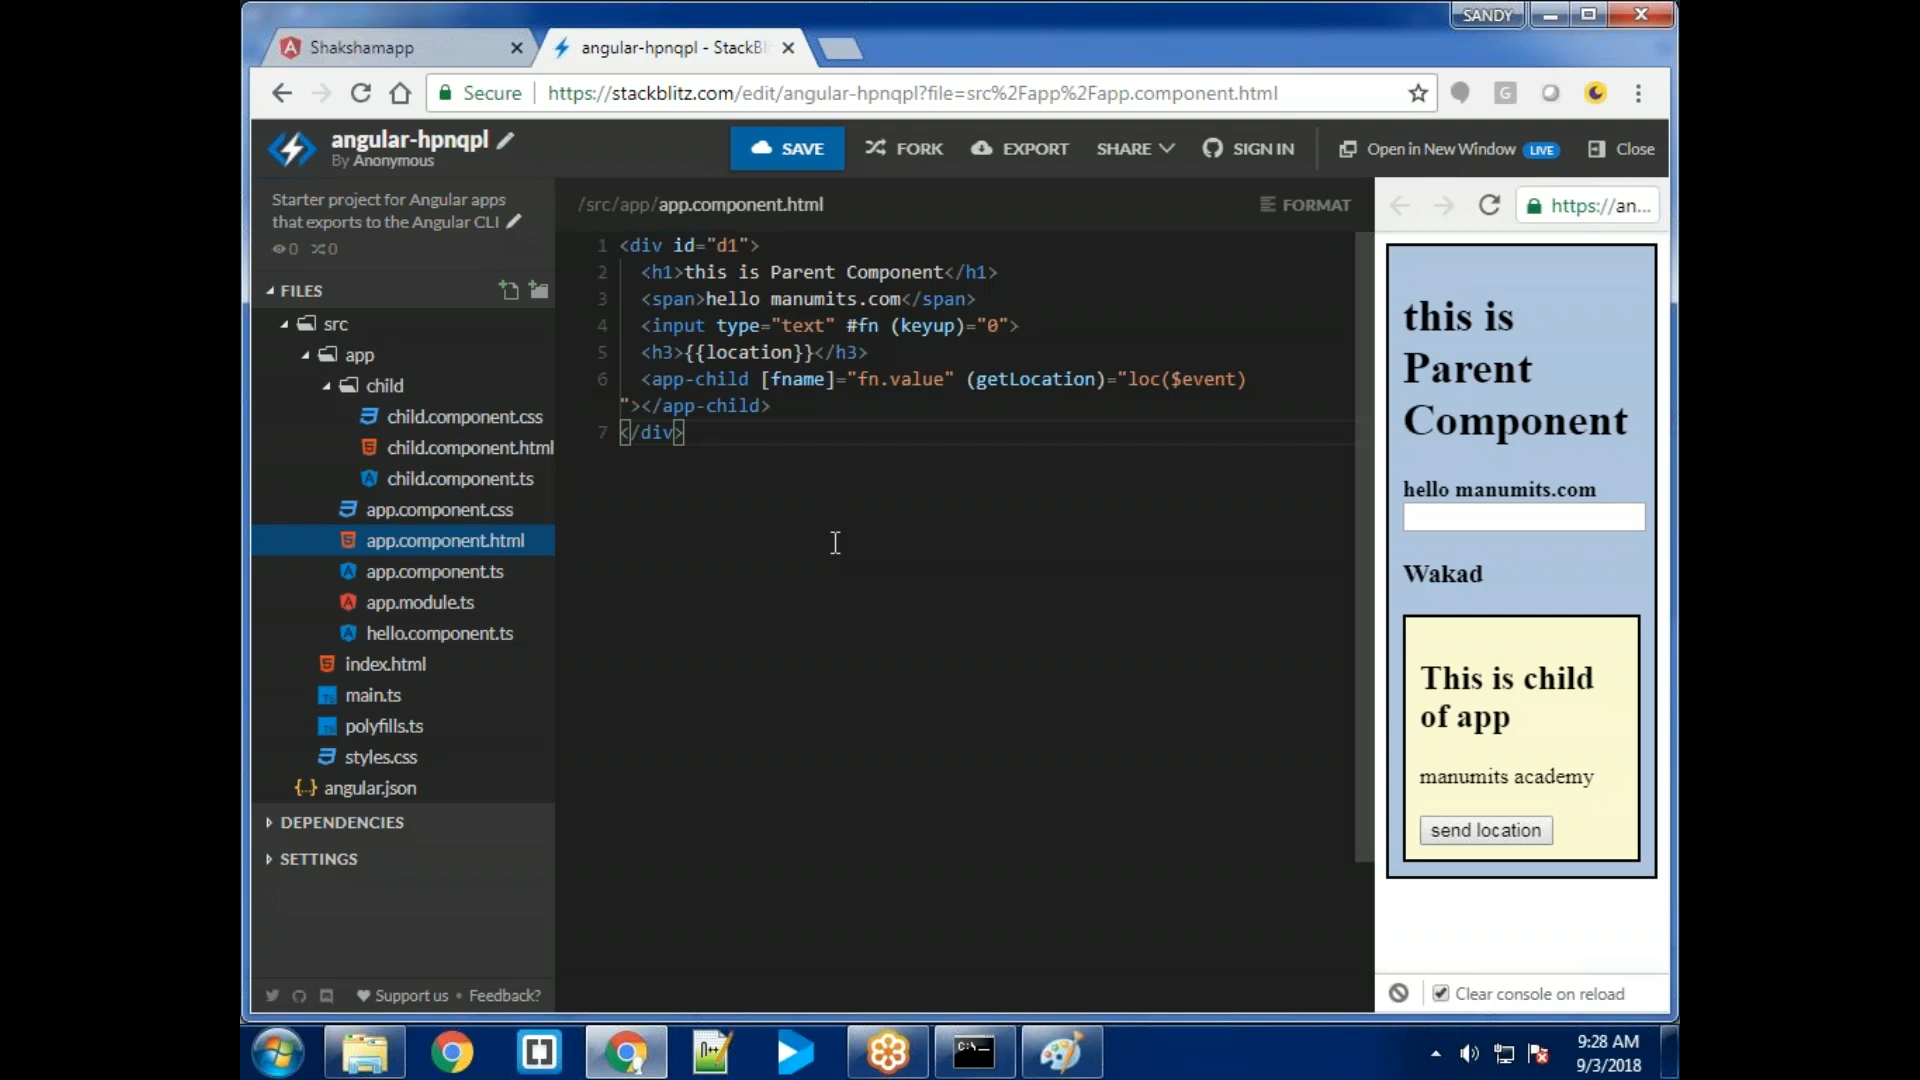 SANDY
Shakshamapp
angular-hpnqpl - StackBl
Secure https://stackblitz.com/edit/angular-hpnqpl?file=src%2Fapp%2Fapp.component.html
angular-hpnqpl
By Anonymous
SAVE FORK EXPORT SHARE SIGN IN Open in New Window LIVE Close
Starter project for Angular apps
that exports to the Angular CLI
0 0
FILES
src
app
child
child.component.css
child.component.html
child.component.ts
app.component.css
app.component.html
app.component.ts
app.module.ts
hello.component.ts
index.html
main.ts
polyfills.ts
styles.css
{..} angular.json
DEPENDENCIES
SETTINGS
Support us • Feedback?
/src/app/app.component.html
FORMAT
1 <div id="d1">
2 <h1>this is Parent Component</h1>
3 <span>hello manumits.com</span>
4 <input type="text" #fn (keyup)="0">
5 <h3>{{location}}</h3>
6 <app-child [fname]="fn.value" (getLocation)="loc($event)
"></app-child>
7 </div>
https://an...
this is
Parent
Component
hello manumits.com
Wakad
This is child
of app
manumits academy
send location
Clear console on reload
9:28 AM
9/3/2018